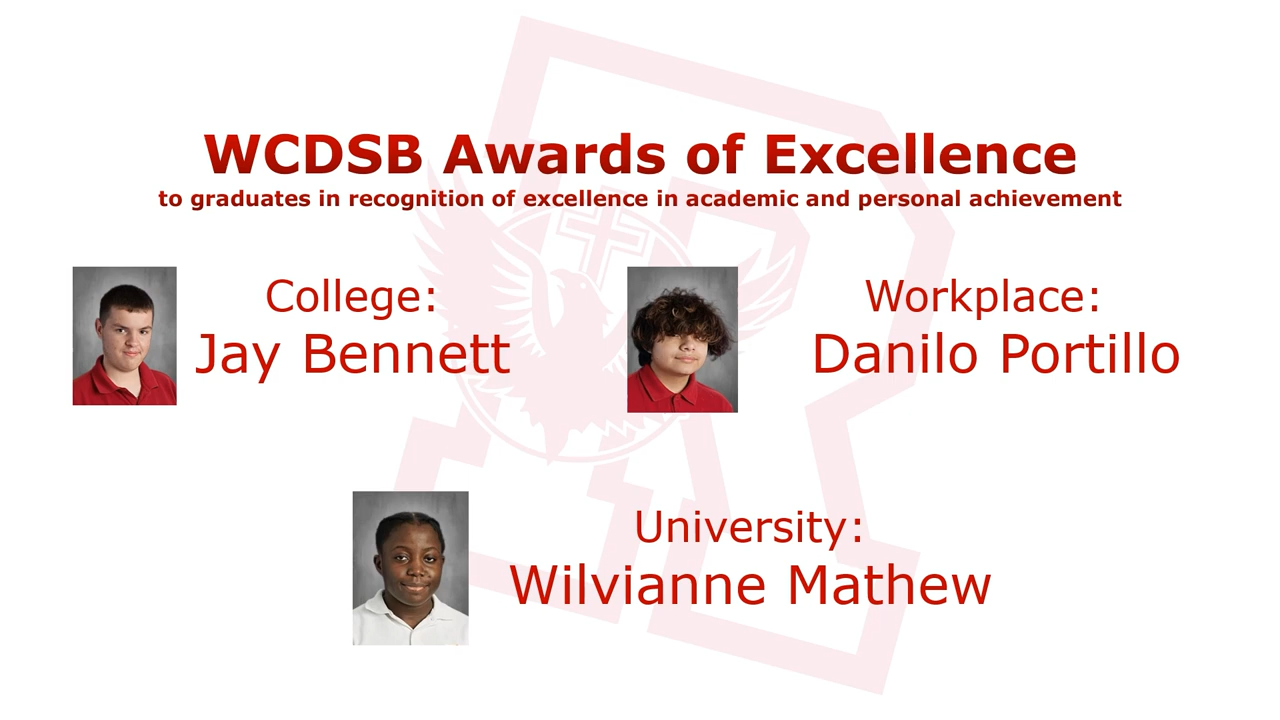 WCDSB Awards of Excellence
to graduates in recognition of excellence in academic and personal achievement
College:
Jay Bennett
Workplace:
Danilo Portillo
University:
Wilvianne Mathew